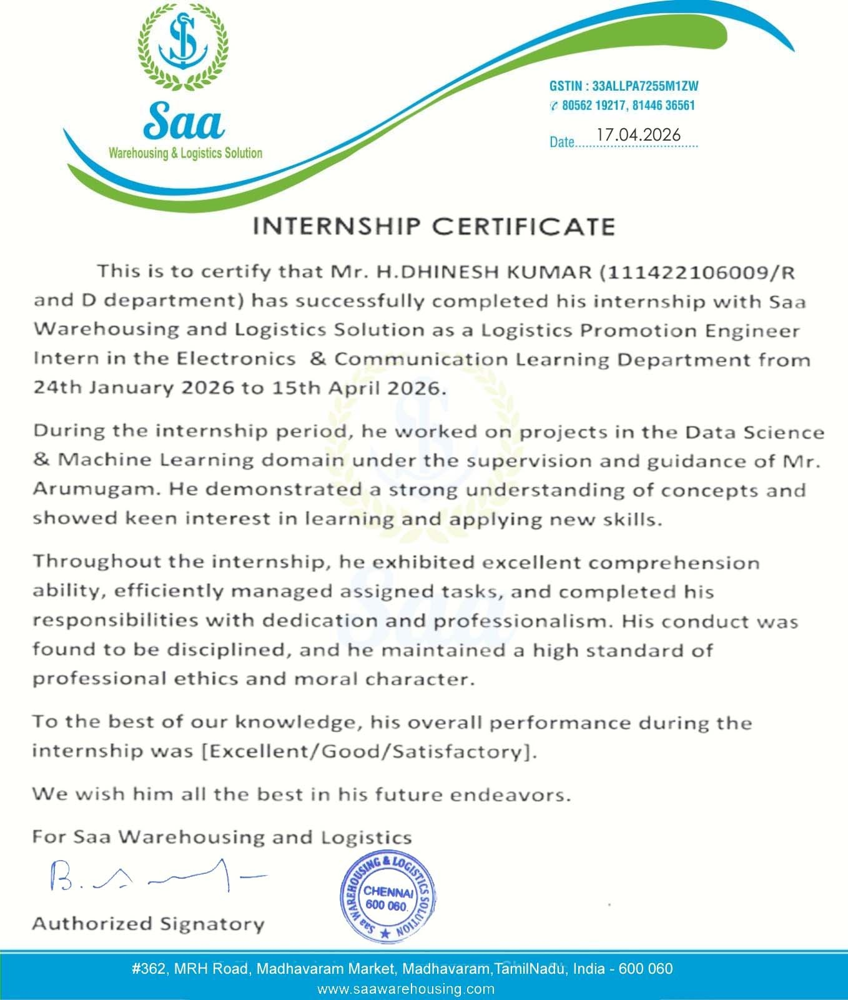 Saa
Warehousing & Logistics Solution
GSTIN : 33ALLPA7255M1ZW
✆ 80562 19217, 81446 36561
Date 17.04.2026
INTERNSHIP CERTIFICATE
This is to certify that Mr. H.DHINESH KUMAR (111422106009/R
and D department) has successfully completed his internship with Saa
Warehousing and Logistics Solution as a Logistics Promotion Engineer
Intern in the Electronics & Communication Learning Department from
24th January 2026 to 15th April 2026.
During the internship period, he worked on projects in the Data Science
& Machine Learning domain under the supervision and guidance of Mr.
Arumugam. He demonstrated a strong understanding of concepts and
showed keen interest in learning and applying new skills.
Throughout the internship, he exhibited excellent comprehension
ability, efficiently managed assigned tasks, and completed his
responsibilities with dedication and professionalism. His conduct was
found to be disciplined, and he maintained a high standard of
professional ethics and moral character.
To the best of our knowledge, his overall performance during the
internship was [Excellent/Good/Satisfactory].
We wish him all the best in his future endeavors.
For Saa Warehousing and Logistics
Saa WAREHOUSING & LOGISTICS SOLUTION
CHENNAI
600 060.
Authorized Signatory
#362, MRH Road, Madhavaram Market, Madhavaram,TamilNadu, India - 600 060
www.saawarehousing.com